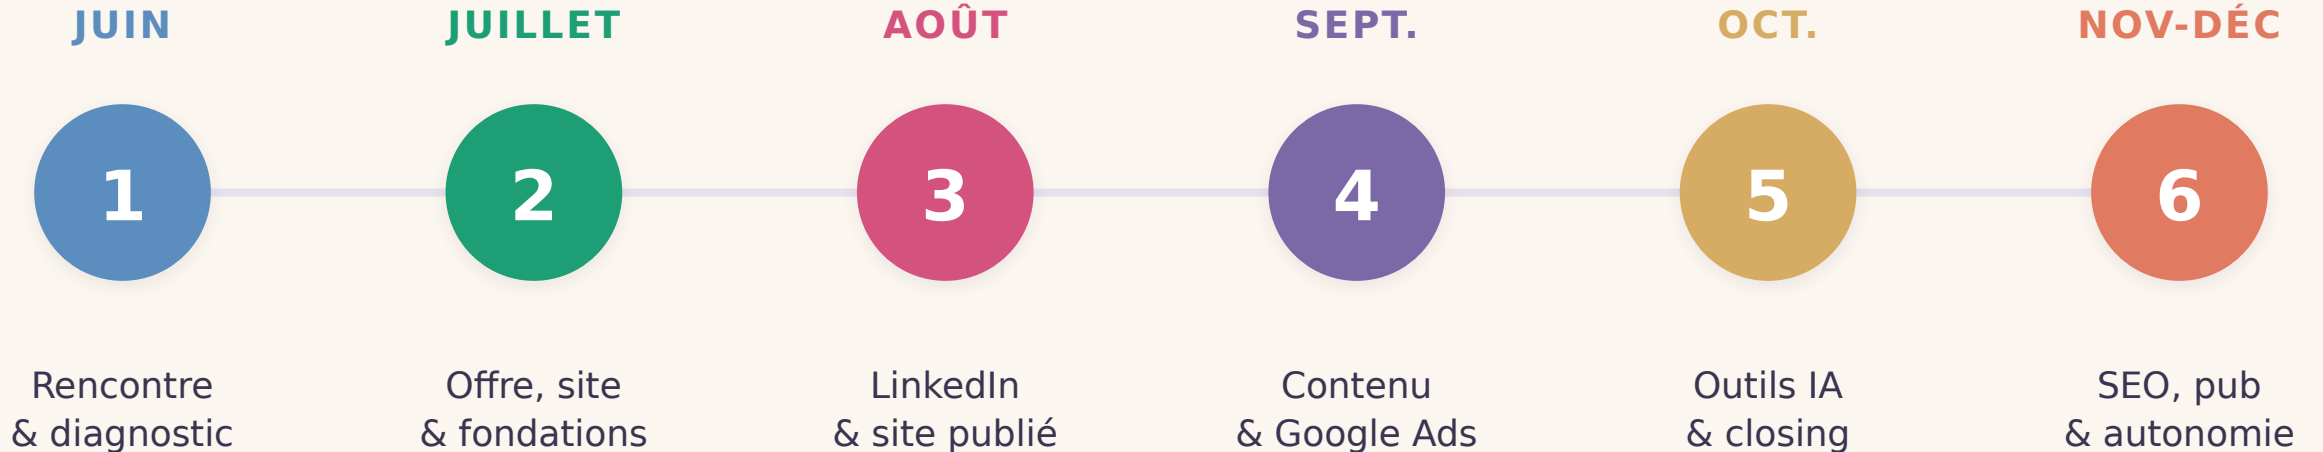 JUIN
JUILLET
AOÛT
SEPT.
OCT.
NOV-DÉC
1
2
3
4
5
6
Rencontre
& diagnostic
Offre, site
& fondations
LinkedIn
& site publié
Contenu
& Google Ads
Outils IA
& closing
SEO, pub
& autonomie